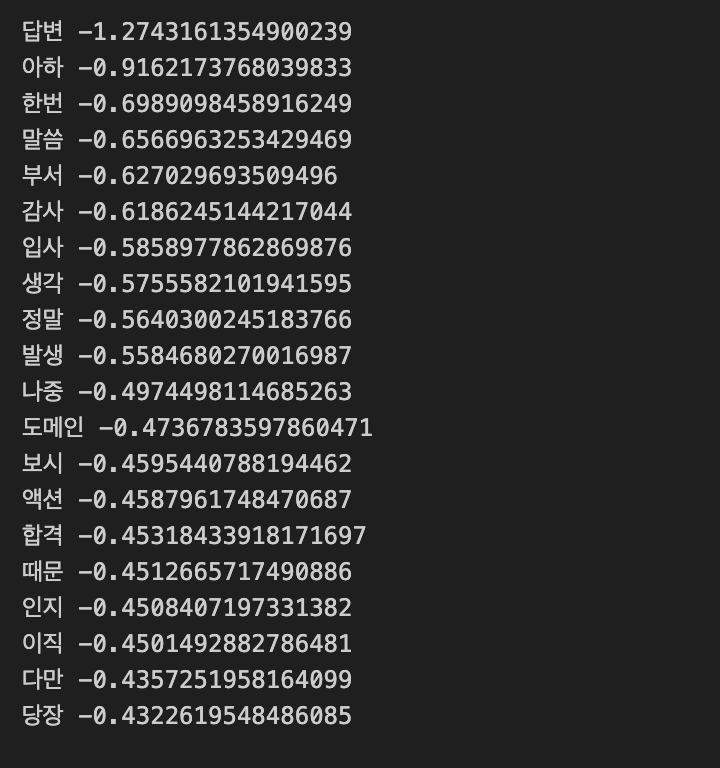 답변 -1.2743161354900239
아하 -0.9162173768039833
한번 -0.6989098458916249
말씀 -0.6566963253429469
부서 -0.627029693509496
감사 -0.6186245144217044
입사 -0.5858977862869876
생각 -0.5755582101941595
정말 -0.5640300245183766
발생 -0.5584680270016987
나중 -0.4974498114685263
도메인 -0.4736783597860471
보시 -0.4595440788194462
액션 -0.4587961748470687
합격 -0.45318433918171697
때문 -0.4512665717490886
인지 -0.4508407197331382
이직 -0.4501492882786481
다만 -0.4357251958164099
당장 -0.4322619548486085